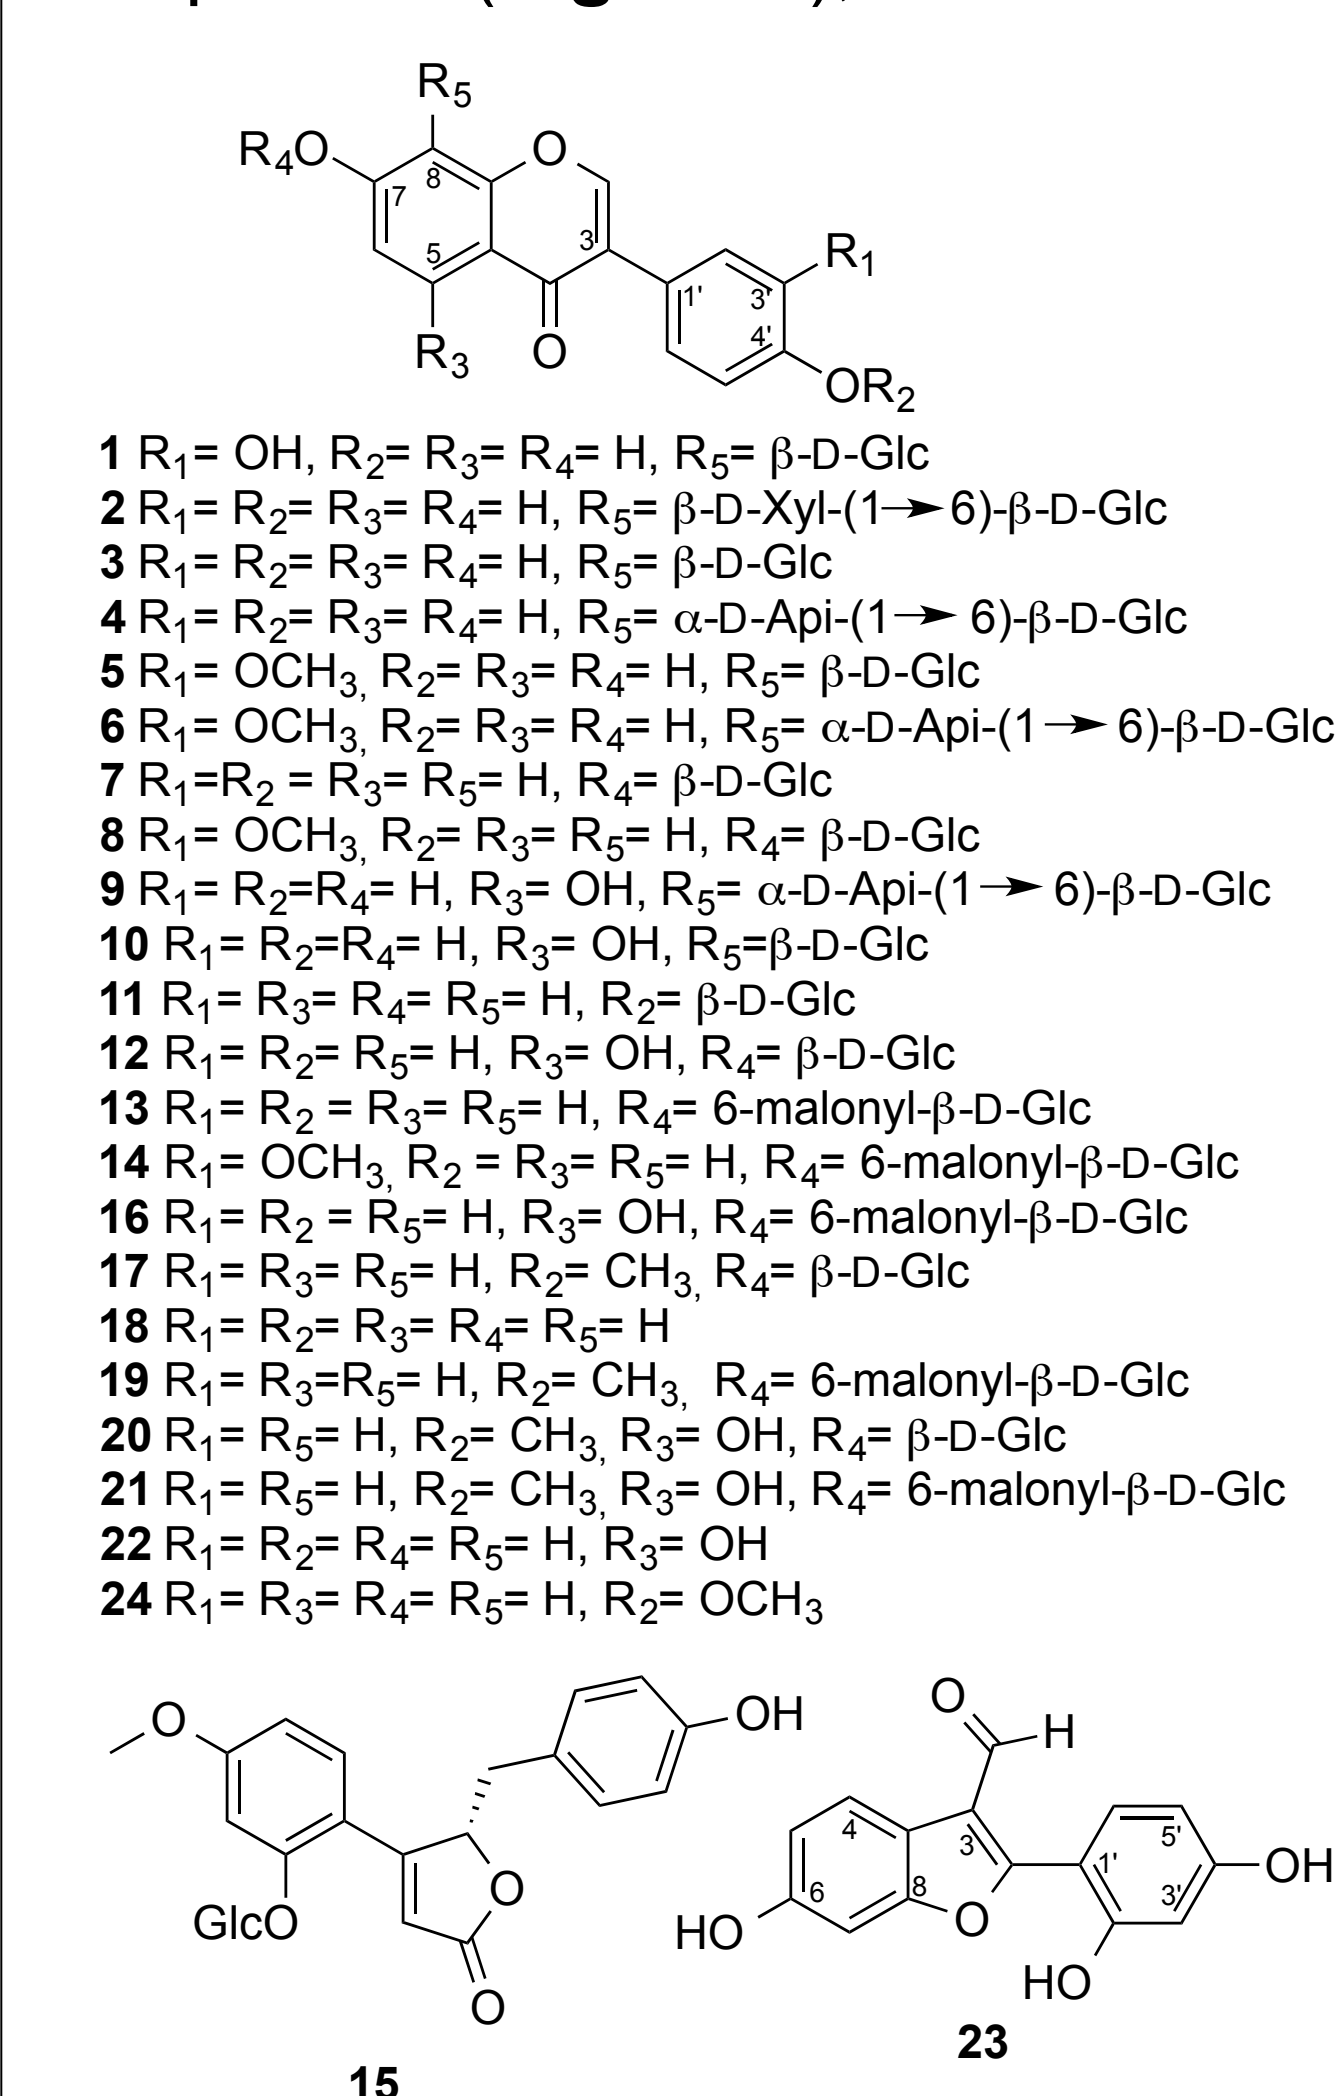 R5
R4O
O
8
7
5
3
R1
1'
3'
4'
R3
O
OR2
1 R1= OH, R2= R3= R4= H, R5= β-D-Glc
2 R1= R2= R3= R4= H, R5= β-D-Xyl-(1→6)-β-D-Glc
3 R1= R2= R3= R4= H, R5= β-D-Glc
4 R1= R2= R3= R4= H, R5= α-D-Api-(1→ 6)-β-D-Glc
5 R1= OCH3, R2= R3= R4= H, R5= β-D-Glc
6 R1= OCH3, R2= R3= R4= H, R5= α-D-Api-(1→ 6)-β-D-Glc
7 R1=R2 = R3= R5= H, R4= β-D-Glc
8 R1= OCH3, R2= R3= R5= H, R4= β-D-Glc
9 R1= R2=R4= H, R3= OH, R5= α-D-Api-(1→ 6)-β-D-Glc
10 R1= R2=R4= H, R3= OH, R5=β-D-Glc
11 R1= R3= R4= R5= H, R2= β-D-Glc
12 R1= R2= R5= H, R3= OH, R4= β-D-Glc
13 R1= R2 = R3= R5= H, R4= 6-malonyl-β-D-Glc
14 R1= OCH3, R2 = R3= R5= H, R4= 6-malonyl-β-D-Glc
16 R1= R2 = R5= H, R3= OH, R4= 6-malonyl-β-D-Glc
17 R1= R3= R5= H, R2= CH3, R4= β-D-Glc
18 R1= R2= R3= R4= R5= H
19 R1= R3=R5= H, R2= CH3, R4= 6-malonyl-β-D-Glc
20 R1= R5= H, R2= CH3, R3= OH, R4= β-D-Glc
21 R1= R5= H, R2= CH3, R3= OH, R4= 6-malonyl-β-D-Glc
22 R1= R2= R4= R5= H, R3= OH
24 R1= R3= R4= R5= H, R2= OCH3
O
OH
O
GlcO
O
15
O
H
4
3
5'
1'
OH
6
8
3'
HO
O
HO
23